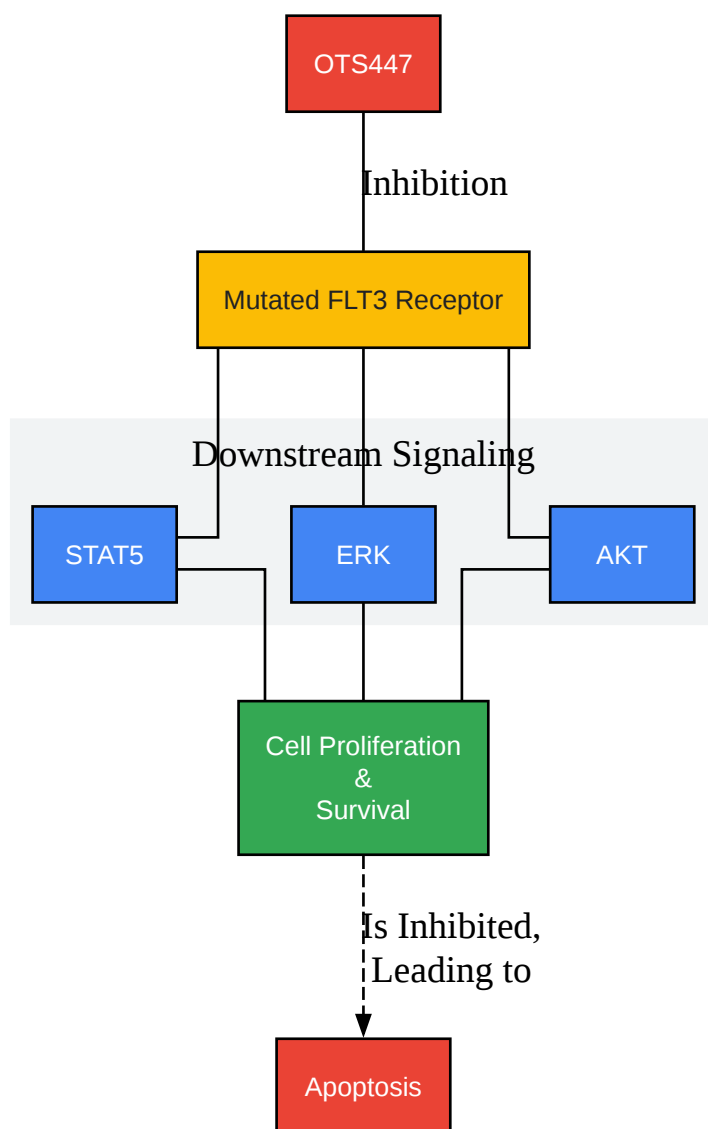 OTS447
Inhibition
Mutated FLT3 Receptor
Downstream Signaling
STAT5
ERK
AKT
Cell Proliferation
&
Survival
Is Inhibited,
Leading to
Apoptosis